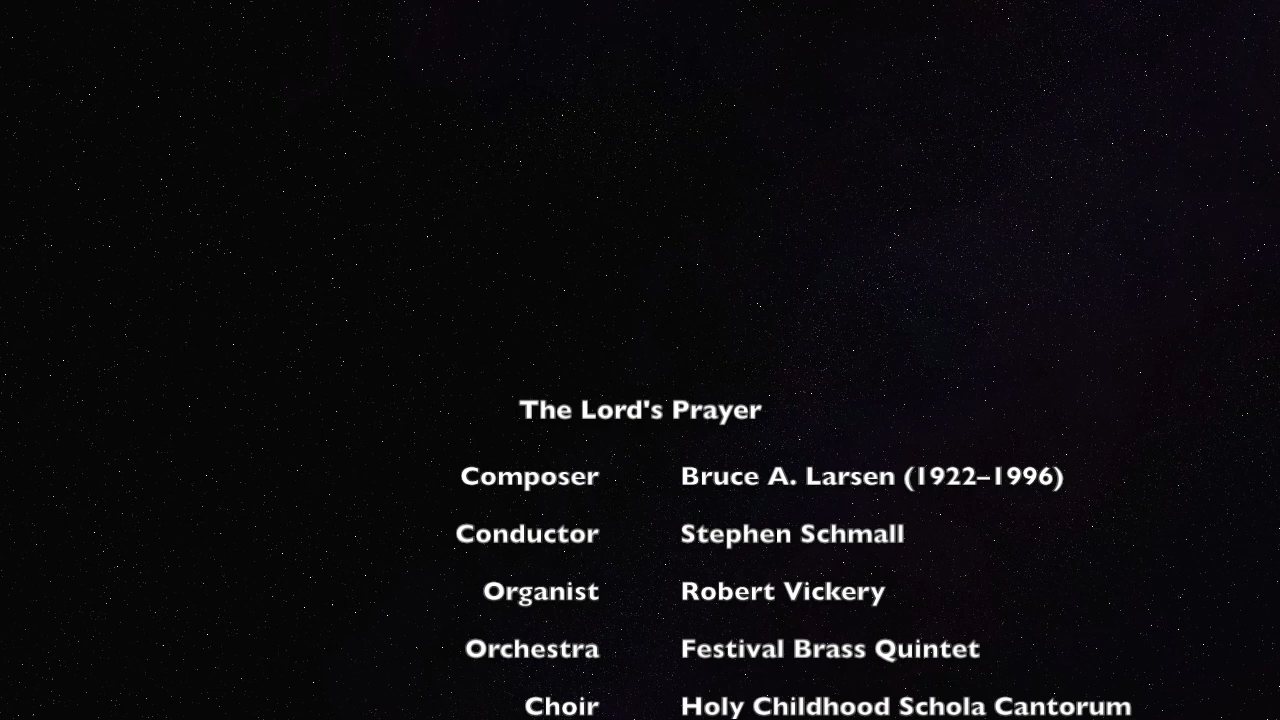 The Lord's Prayer
Composer Bruce A. Larsen (1922–1996)
Conductor Stephen Schmall
Organist Robert Vickery
Orchestra Festival Brass Quintet
Choir Holy Childhood Schola Cantorum